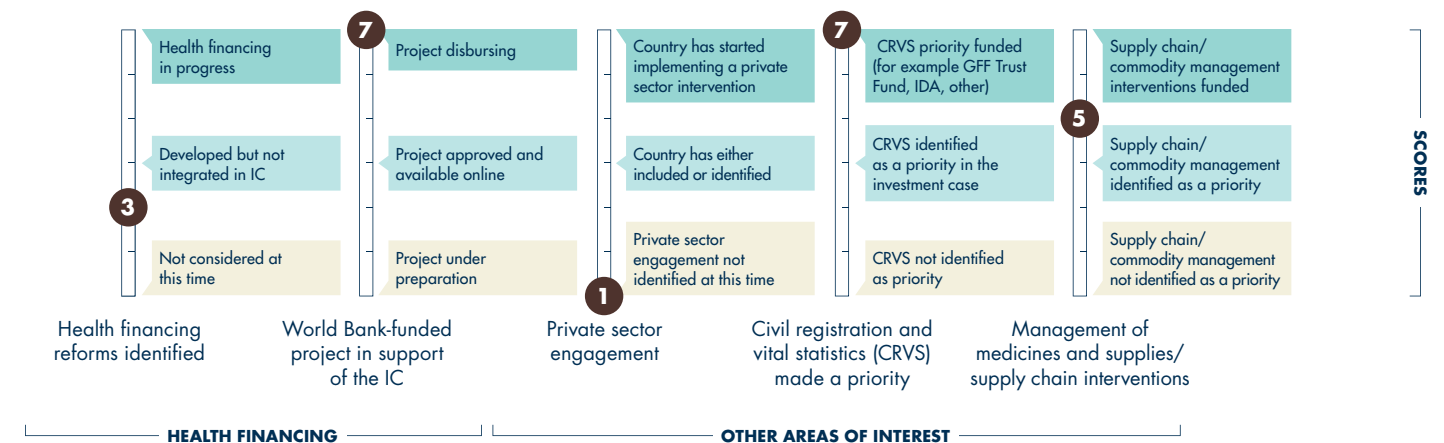 7
7
Health financing
in progress
Project disbursing
Country has started
implementing a private
sector intervention
CRVS priority funded
(for example GFF Trust
Fund, IDA, other)
Supply chain/
commodity management
interventions funded
5
Developed but not
integrated in IC
Project approved and
available online
Country has either
included or identified
CRVS identified
as a priority in the
investment case
Supply chain/
commodity management
identified as a priority
SCORES
3
Not considered at
this time
Project under
preparation
Private sector
engagement not
identified at this time
CRVS not identified
as priority
Supply chain/
commodity management
not identified as a priority
1
Health financing
reforms identified
World Bank-funded
project in support
of the IC
Private sector
engagement
Civil registration and
vital statistics (CRVS)
made a priority
Management of
medicines and supplies/
supply chain interventions
HEALTH FINANCING
OTHER AREAS OF INTEREST